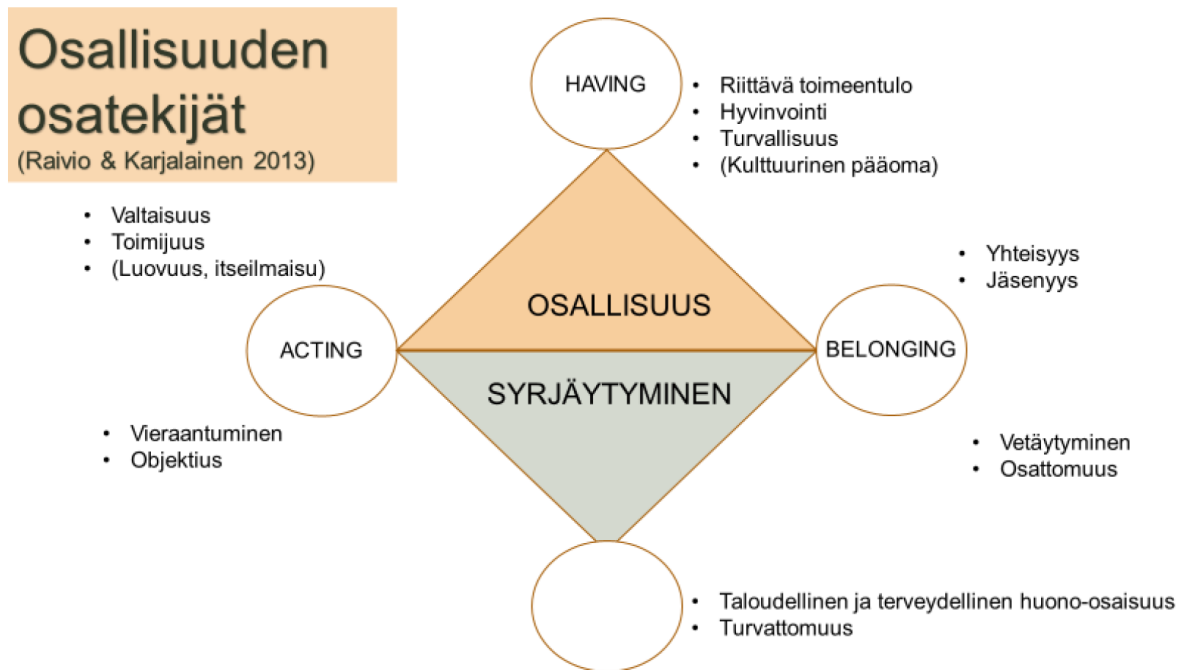 Osallisuuden
osatekijät
(Raivio & Karjalainen 2013)
HAVING
• Riittävä toimeentulo
• Hyvinvointi
• Turvallisuus
• (Kulttuurinen pääoma)
• Valtaisuus
• Toimijuus
• (Luovuus, itseilmaisu)
• Yhteisyys
• Jäsenyys
OSALLISUUS
ACTING
BELONGING
SYRJÄYTYMINEN
• Vieraantuminen
• Objektius
• Vetäytyminen
• Osattomuus
• Taloudellinen ja terveydellinen huono-osaisuus
• Turvattomuus